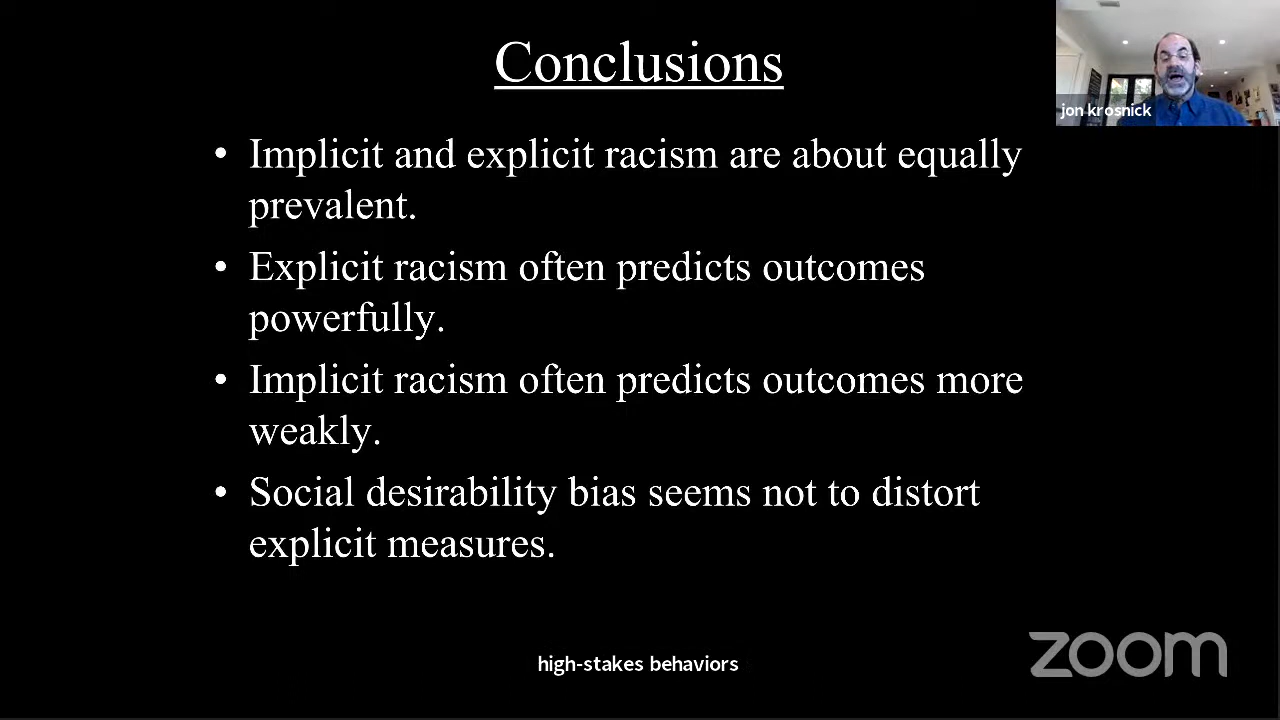 Conclusions
jon krosnick
• Implicit and explicit racism are about equally
prevalent.
• Explicit racism often predicts outcomes
powerfully.
• Implicit racism often predicts outcomes more
weakly.
• Social desirability bias seems not to distort
explicit measures.
high-stakes behaviors
zoom